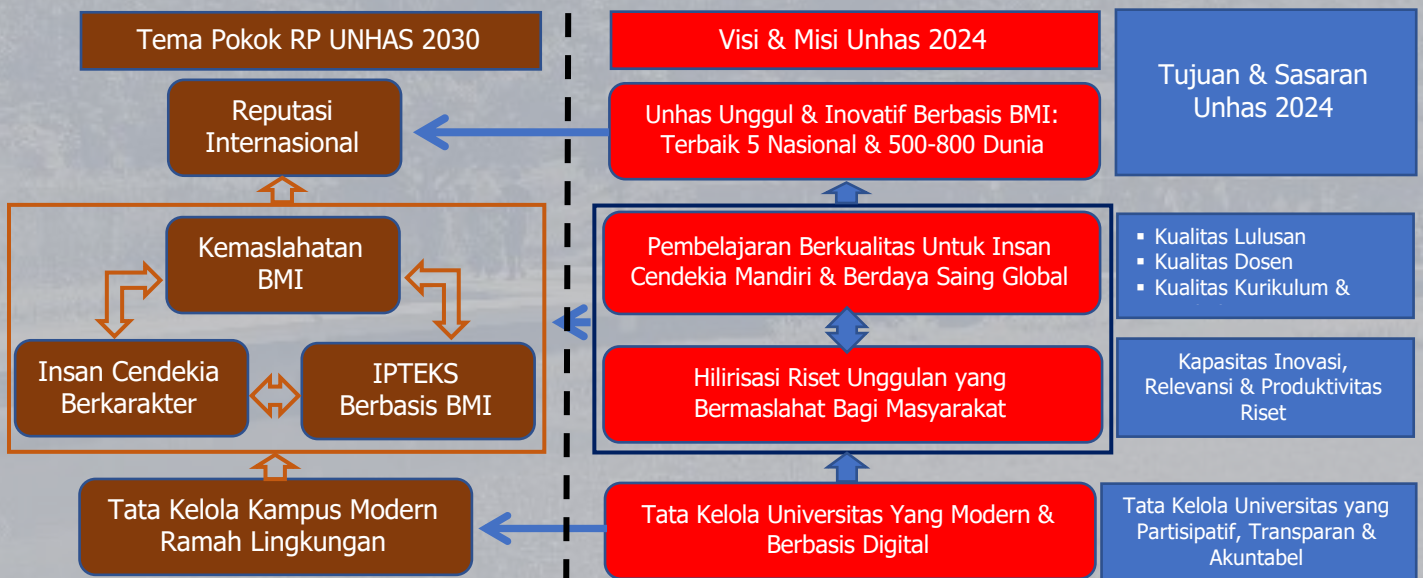 Tema Pokok RP UNHAS 2030
Reputasi
Internasional
Kemaslahatan
BMI
Insan Cendekia
Berkarakter
IPTEKS
Berbasis BMI
Tata Kelola Kampus Modern
Ramah Lingkungan
Visi & Misi Unhas 2024
Unhas Unggul & Inovatif Berbasis BMI:
Terbaik 5 Nasional & 500-800 Dunia
Pembelajaran Berkualitas Untuk Insan
Cendekia Mandiri & Berdaya Saing Global
Hilirisasi Riset Unggulan yang
Bermaslahat Bagi Masyarakat
Tata Kelola Universitas Yang Modern &
Berbasis Digital
Tujuan & Sasaran
Unhas 2024
▪ Kualitas Lulusan
▪ Kualitas Dosen
▪ Kualitas Kurikulum &
Kapasitas Inovasi,
Relevansi & Produktivitas
Riset
Tata Kelola Universitas yang
Partisipatif, Transparan &
Akuntabel